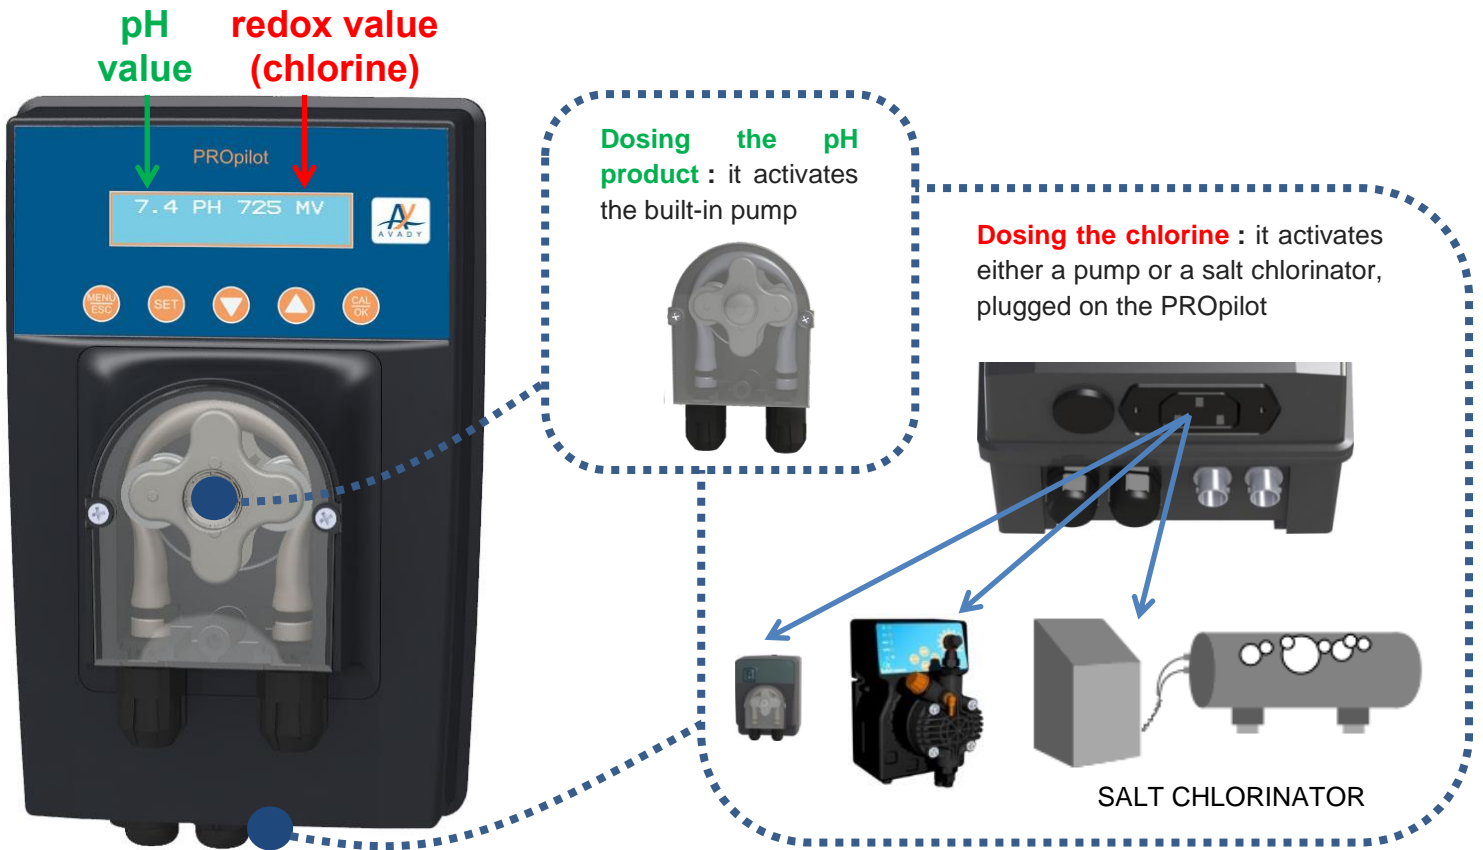 pH
value
redox value
(chlorine)
PROpilot
7.4 PH 725 MV
AVADY
MENU
ESC
SET
CAL
OK
Dosing the pH
product : it activates
the built-in pump
Dosing the chlorine : it activates
either a pump or a salt chlorinator,
plugged on the PROpilot
SALT CHLORINATOR